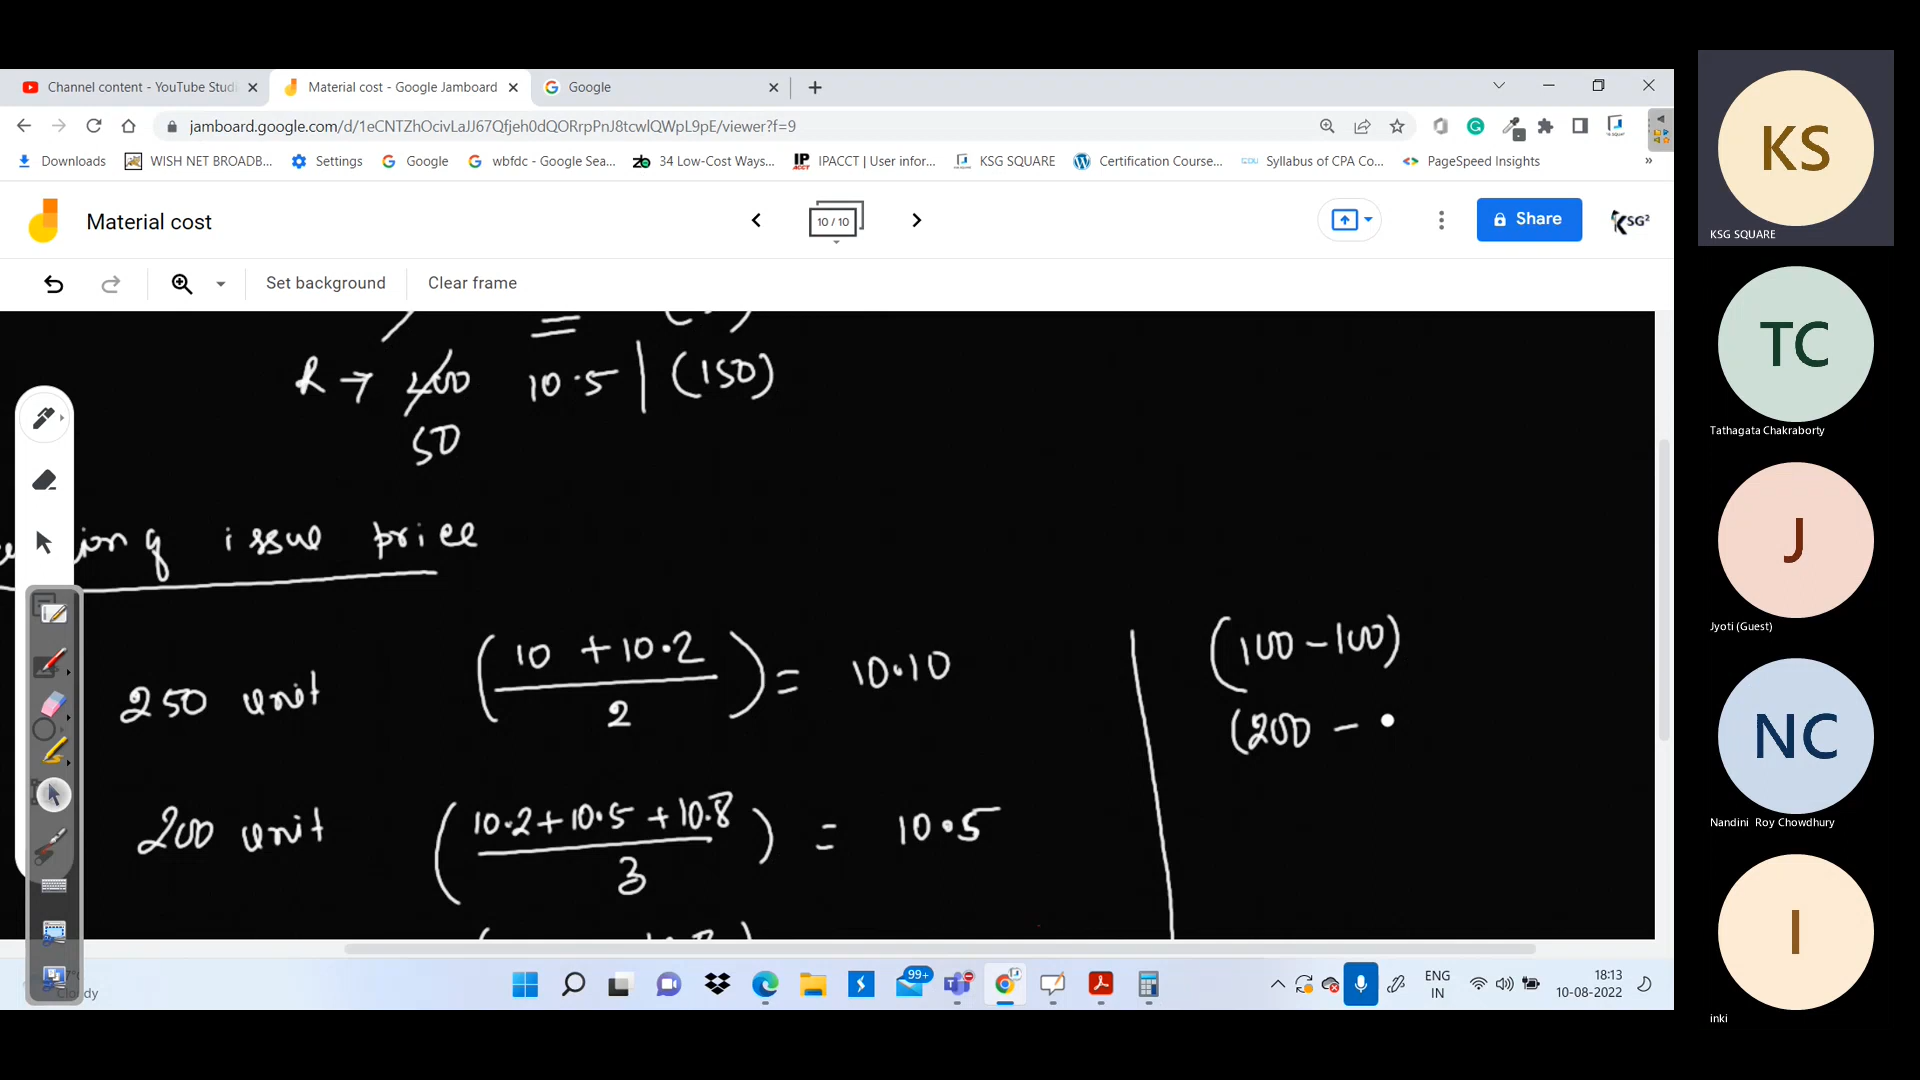 Channel content - YouTube Studi
Material cost - Google Jamboard
Google
jamboard.google.com/d/1eCNTZhOcivLaJJ67Qfjeh0dQORrpPnJ8tcwlQWpL9pE/viewer?f=9
Downloads
WISH NET BROADB...
Settings
Google
wbfdc - Google Sea...
34 Low-Cost Ways...
IPACCT | User infor...
KSG SQUARE
Certification Course...
Syllabus of CPA Co...
PageSpeed Insights
»
Material cost
10 / 10
Share
KSG²
Set background
Clear frame
R → 200 10.5 | (150)
50
issue price
250 unit (10 + 10.2 / 2) = 10.10
(100 - 100)
(200 -
200 unit (10.2 + 10.5 + 10.8 / 3) = 10.5
Cloudy
99+
ENG
IN
18:13
10-08-2022
KS
KSG SQUARE
TC
Tathagata Chakraborty
J
Jyoti (Guest)
NC
Nandini Roy Chowdhury
I
inki